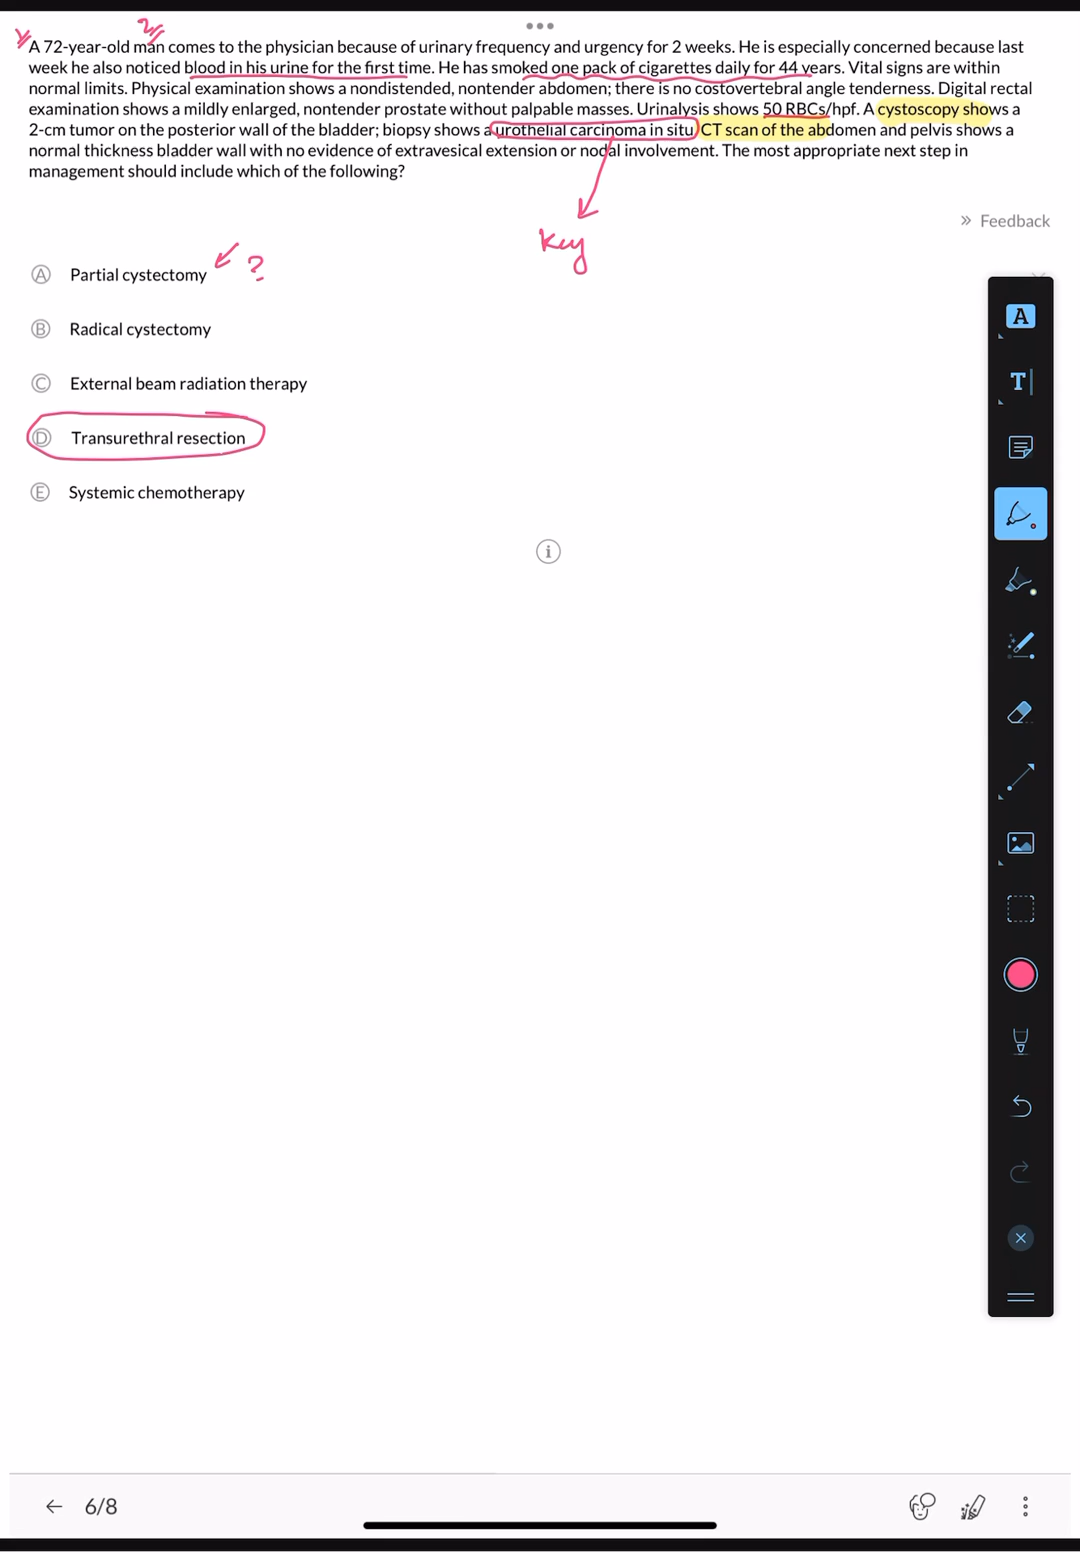 A 72-year-old man comes to the physician because of urinary frequency and urgency for 2 weeks. He is especially concerned because last
week he also noticed blood in his urine for the first time. He has smoked one pack of cigarettes daily for 44 years. Vital signs are within
normal limits. Physical examination shows a nondistended, nontender abdomen; there is no costovertebral angle tenderness. Digital rectal
examination shows a mildly enlarged, nontender prostate without palpable masses. Urinalysis shows 50 RBCs/hpf. A cystoscopy shows a
2-cm tumor on the posterior wall of the bladder; biopsy shows a urothelial carcinoma in situ CT scan of the abdomen and pelvis shows a
normal thickness bladder wall with no evidence of extravesical extension or nodal involvement. The most appropriate next step in
management should include which of the following?
» Feedback
Key
A Partial cystectomy ?
B Radical cystectomy
C External beam radiation therapy
D Transurethral resection
E Systemic chemotherapy
i
A
T
6/8